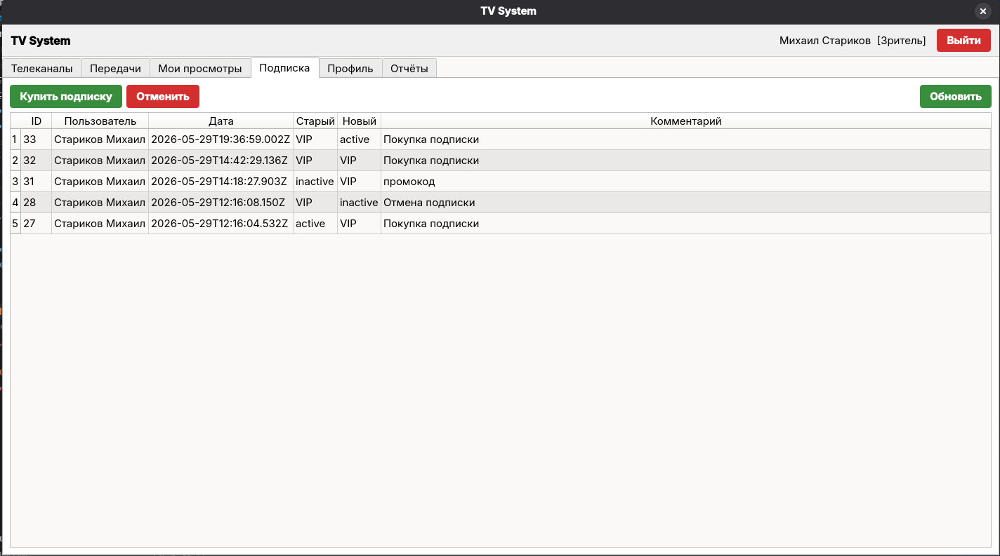 TV System
TV System Михаил Стариков [Зритель] Выйти
Телеканалы Передачи Мои просмотры Подписка Профиль Отчёты
Купить подписку Отменить Обновить
ID Пользователь Дата Старый Новый Комментарий
1 33 Стариков Михаил 2026-05-29T19:36:59.002Z VIP active Покупка подписки
2 32 Стариков Михаил 2026-05-29T14:42:29.136Z VIP VIP Покупка подписки
3 31 Стариков Михаил 2026-05-29T14:18:27.903Z inactive VIP промокод
4 28 Стариков Михаил 2026-05-29T12:16:08.150Z VIP inactive Отмена подписки
5 27 Стариков Михаил 2026-05-29T12:16:04.532Z active VIP Покупка подписки